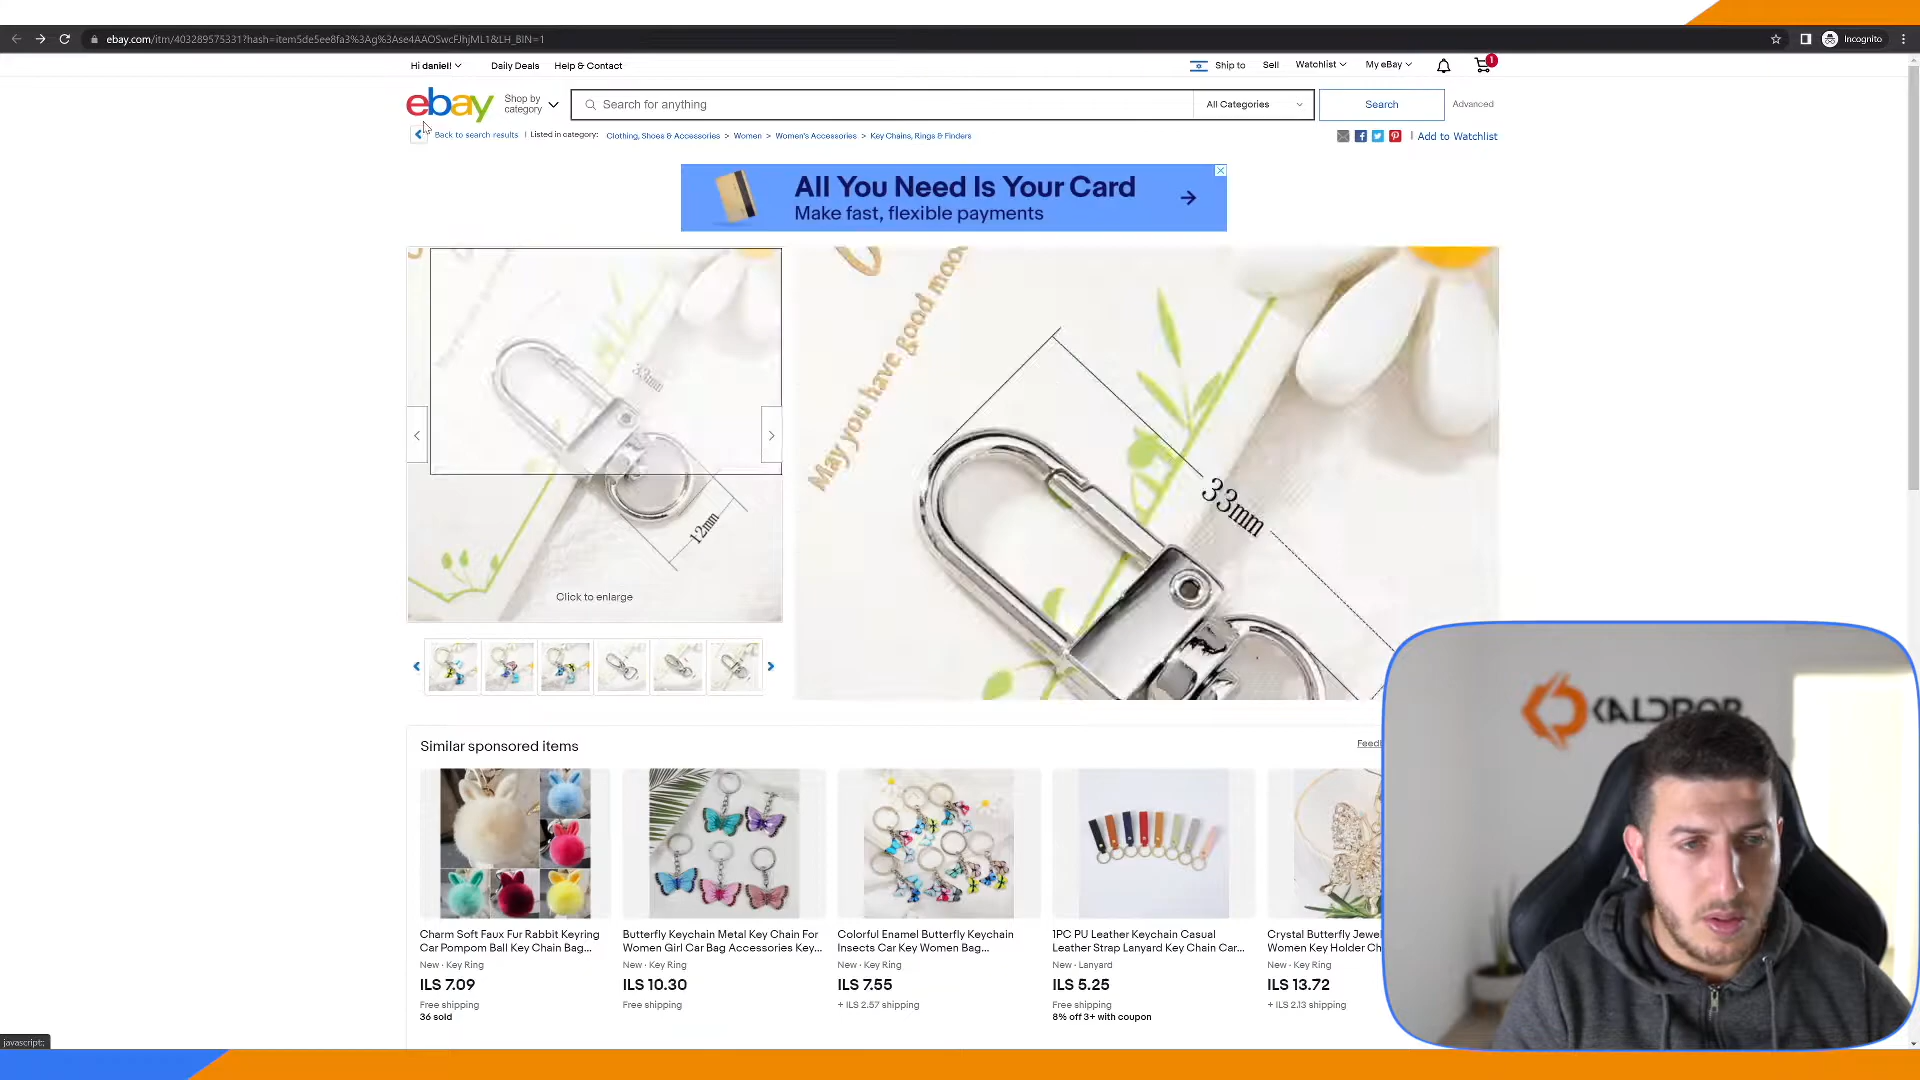 ebay.com/itm/403289575331?hash=item5de5ee8fa3%3Ag%3Ase4AAOSwcFJhjML1&LH_BIN=1
Incognito
Hi daniel!
Daily Deals
Help & Contact
Ship to
Sell
Watchlist
My eBay
1
ebay
Shop by category
Search for anything
All Categories
Search
Advanced
Back to search results | Listed in category: Clothing, Shoes & Accessories > Women > Women's Accessories > Key Chains, Rings & Finders
| Add to Watchlist
All You Need Is Your Card
Make fast, flexible payments
33mm
12mm
Click to enlarge
May you have good moo
33mm
Similar sponsored items
Feedb
Charm Soft Faux Fur Rabbit Keyring
Car Pompom Ball Key Chain Bag...
New · Key Ring
ILS 7.09
Free shipping
36 sold
Butterfly Keychain Metal Key Chain For
Women Girl Car Bag Accessories Key...
New · Key Ring
ILS 10.30
Free shipping
Colorful Enamel Butterfly Keychain
Insects Car Key Women Bag...
New · Key Ring
ILS 7.55
+ ILS 2.57 shipping
1PC PU Leather Keychain Casual
Leather Strap Lanyard Key Chain Car...
New · Lanyard
ILS 5.25
Free shipping
8% off 3+ with coupon
Crystal Butterfly Jewel
Women Key Holder Ch
New · Key Ring
ILS 13.72
+ ILS 2.13 shipping
KALDROP
javascript:;